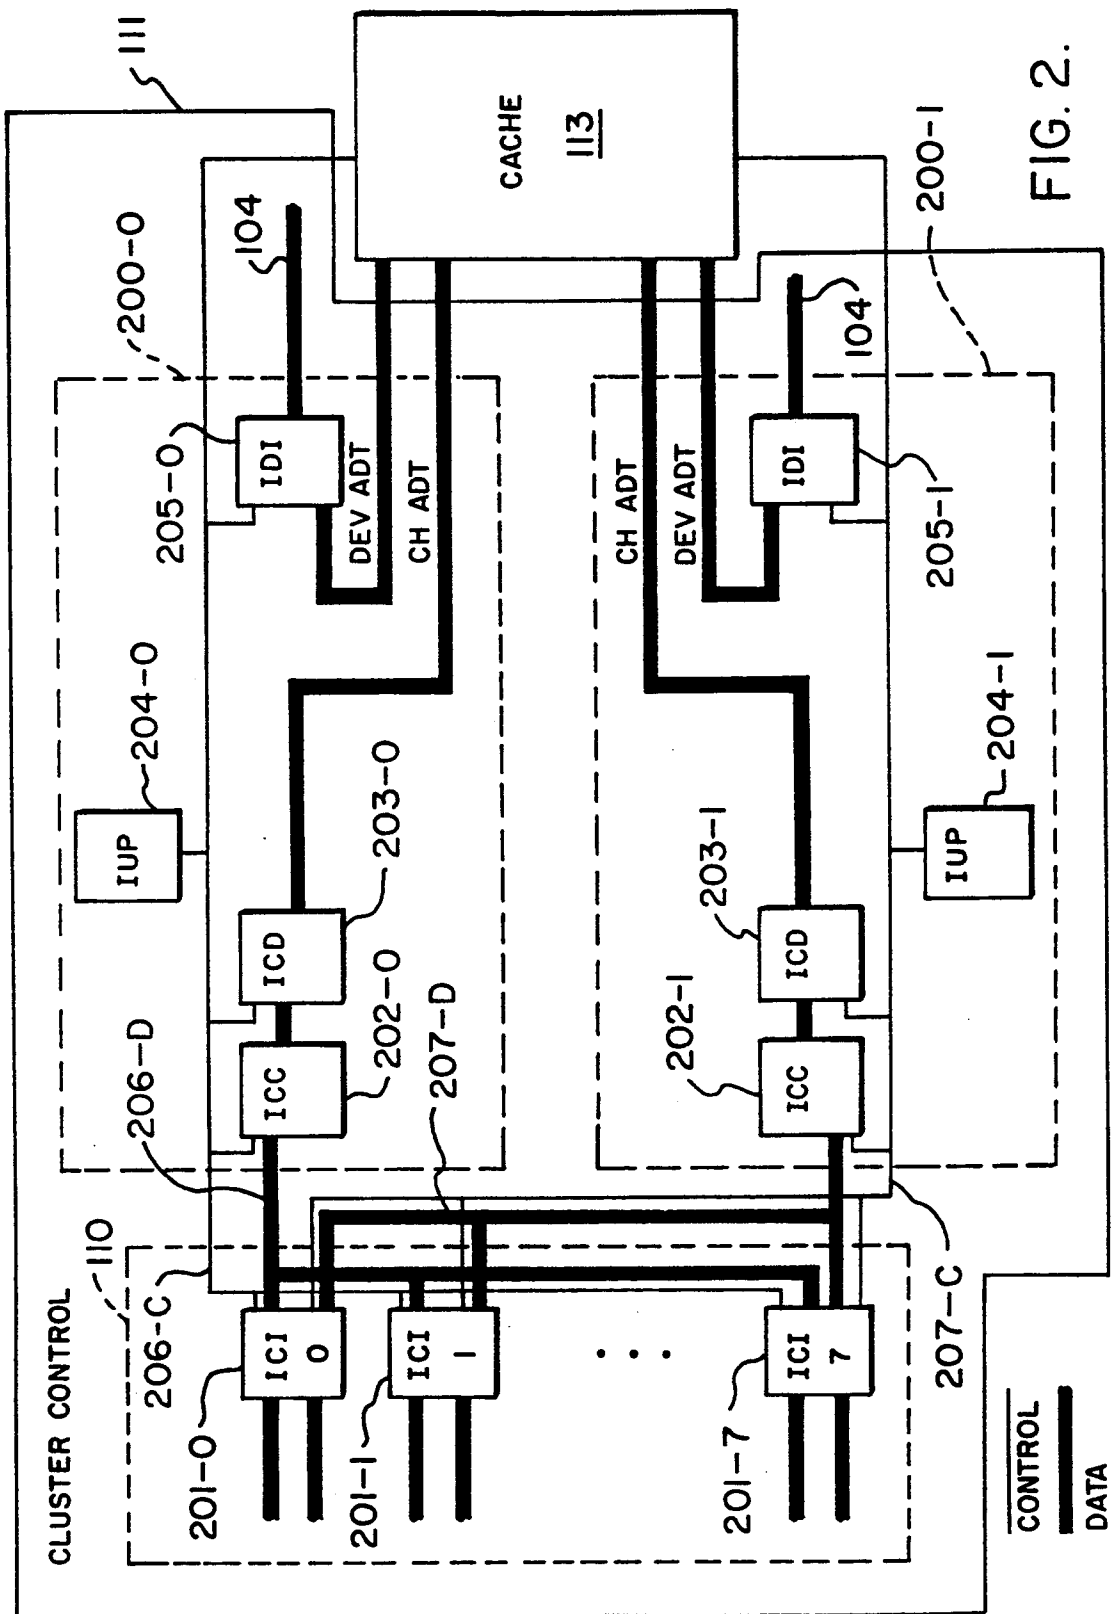 CLUSTER CONTROL
110
206-C
201-0
ICI
0
201-1
ICI
1
201-7
ICI
7
207-C
206-D
ICC
202-0
207-D
ICD
203-0
IUP
204-0
205-0
IDI
200-0
104
DEV ADT
CH ADT
111
CACHE
113
CH ADT
DEV ADT
202-1
ICC
203-1
ICD
IUP
204-1
IDI
205-1
104
200-1
CONTROL
DATA
FIG. 2.